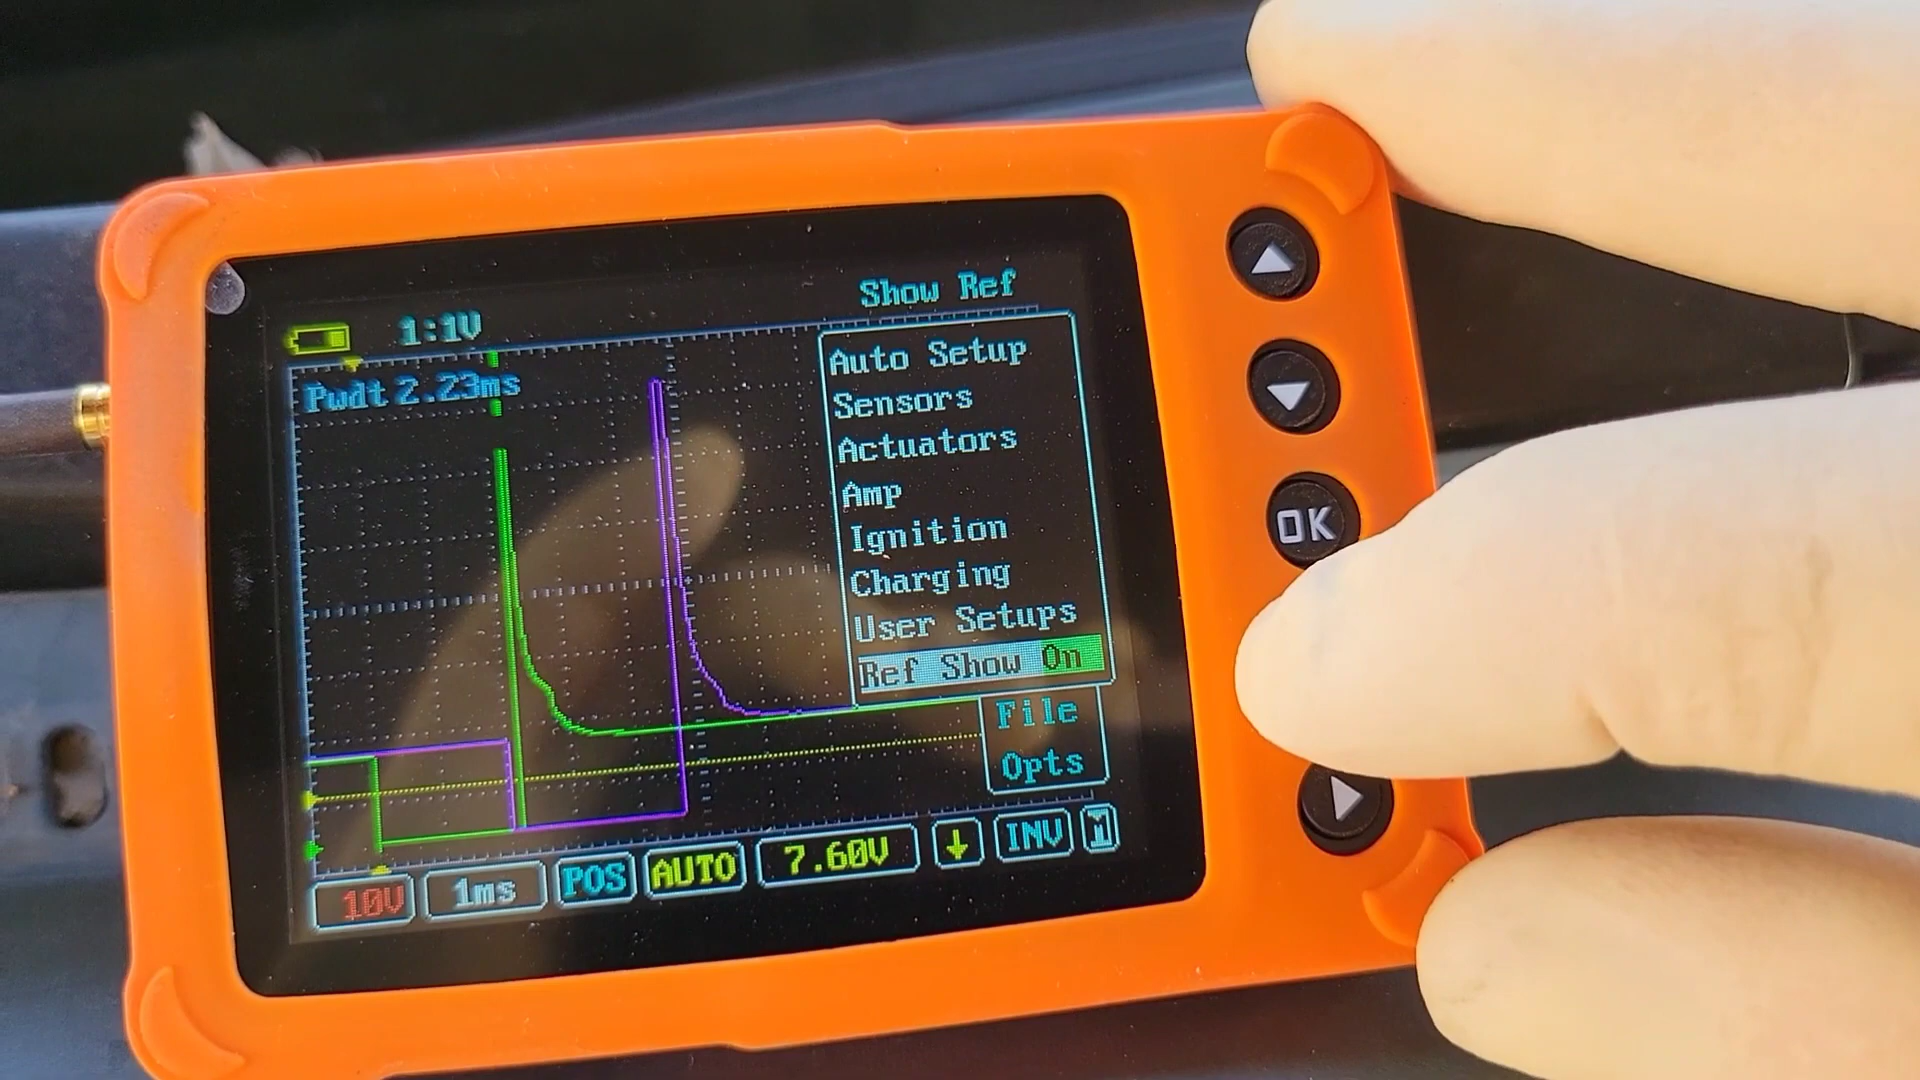 Show Ref
1:1V
Pwdt 2.23ms
Auto Setup
Sensors
Actuators
Amp
Ignition
Charging
User Setups
Ref Show On
File
Opts
10V 1ms POS AUTO 7.60V ↓ INV
OK